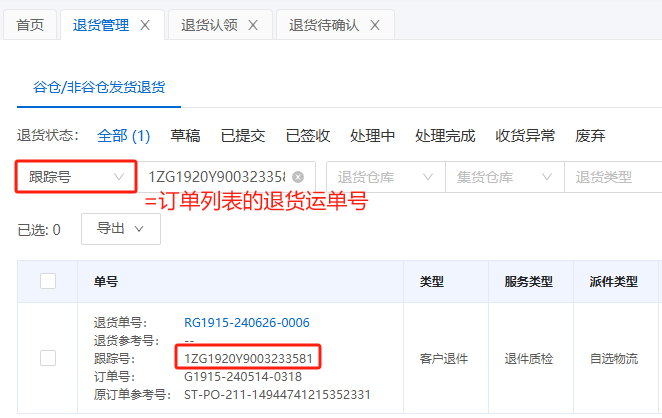 首页 退货管理 退货认领 退货待确认
谷仓/非谷仓发货退货
退货状态: 全部 (1) 草稿 已提交 已签收 处理中 处理完成 收货异常 废弃
跟踪号 1ZG1920Y900323358 退货仓库 集货仓库 退货类型
=订单列表的退货运单号
已选: 0 导出
单号 类型 服务类型 派件类型
退货单号: RG1915-240626-0006
退货参考号: --
跟踪号: 1ZG1920Y9003233581 客户退件 退件质检 自选物流
订单号: G1915-240514-0318
原订单参考号: ST-PO-211-14944741215352331